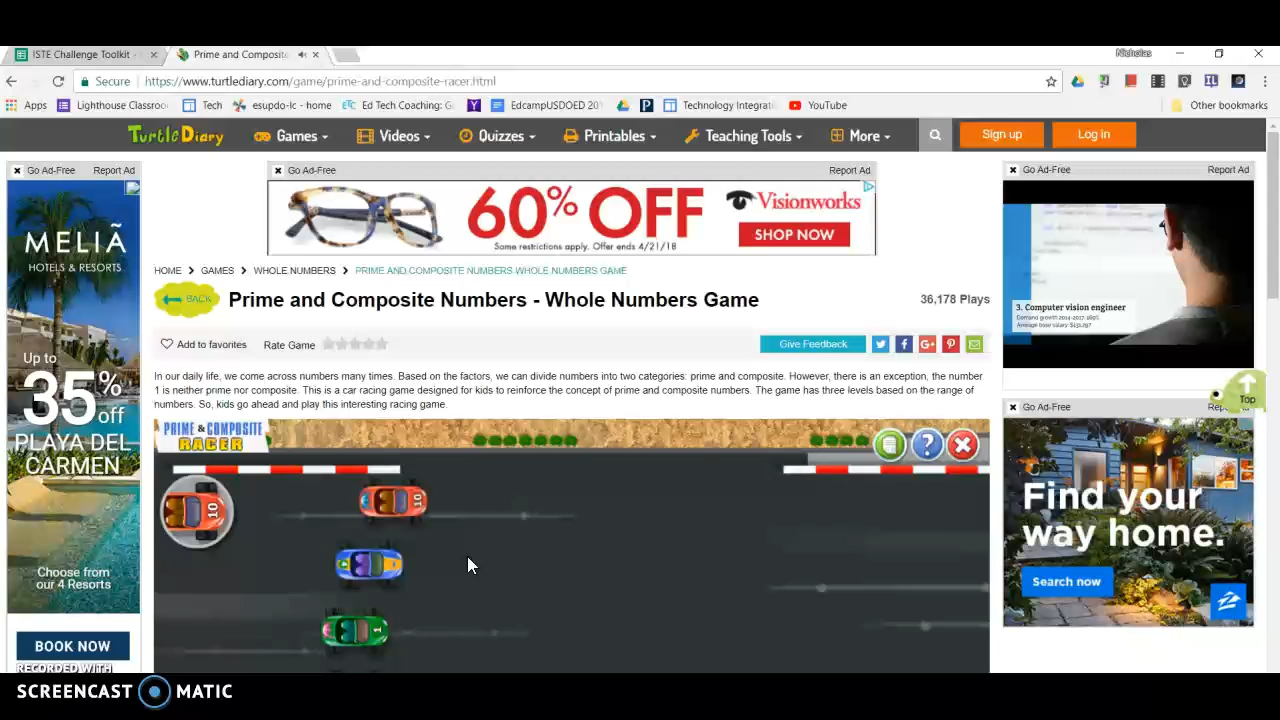 ISTE Challenge Toolkit
Prime and Composite
Nicholas
Secure https://www.turtlediary.com/game/prime-and-composite-racer.html
Apps Lighthouse Classroo esupso-lc - home Tech Ed Tech Coaching G EdcampUSDOED 201 Technology Integrati YouTube Other bookmarks
TurtleDiary Games Videos Quizzes Printables Teaching Tools More Sign up Log in
Go Ad-Free Report Ad
MELIÃ
HOTELS & RESORTS
Up to
35% off
PLAYA DEL
CARMEN
Choose from
our 4 Resorts
BOOK NOW
RECORDED WITH
Go Ad-Free Report Ad
60% OFF
Some restrictions apply. Offer ends 4/21/18
Visionworks
SHOP NOW
HOME GAMES WHOLE NUMBERS PRIME AND COMPOSITE NUMBERS WHOLE NUMBERS GAME
BACK
Prime and Composite Numbers - Whole Numbers Game
36,178 Plays
Add to favorites Rate Game Give Feedback
In our daily life, we come across numbers many times. Based on the factors, we can divide numbers into two categories: prime and composite. However, there is an exception, the number
1 is neither prime nor composite. This is a car racing game designed for kids to reinforce the concept of prime and composite numbers. The game has three levels based on the range of
numbers. So, kids go ahead and play this interesting racing game.
PRIME & COMPOSITE
RACER
?
10
10
1
Go Ad-Free Report Ad
3. Computer vision engineer
Top
Go Ad-Free
Find your
way home.
Search now
SCREENCAST MATIC